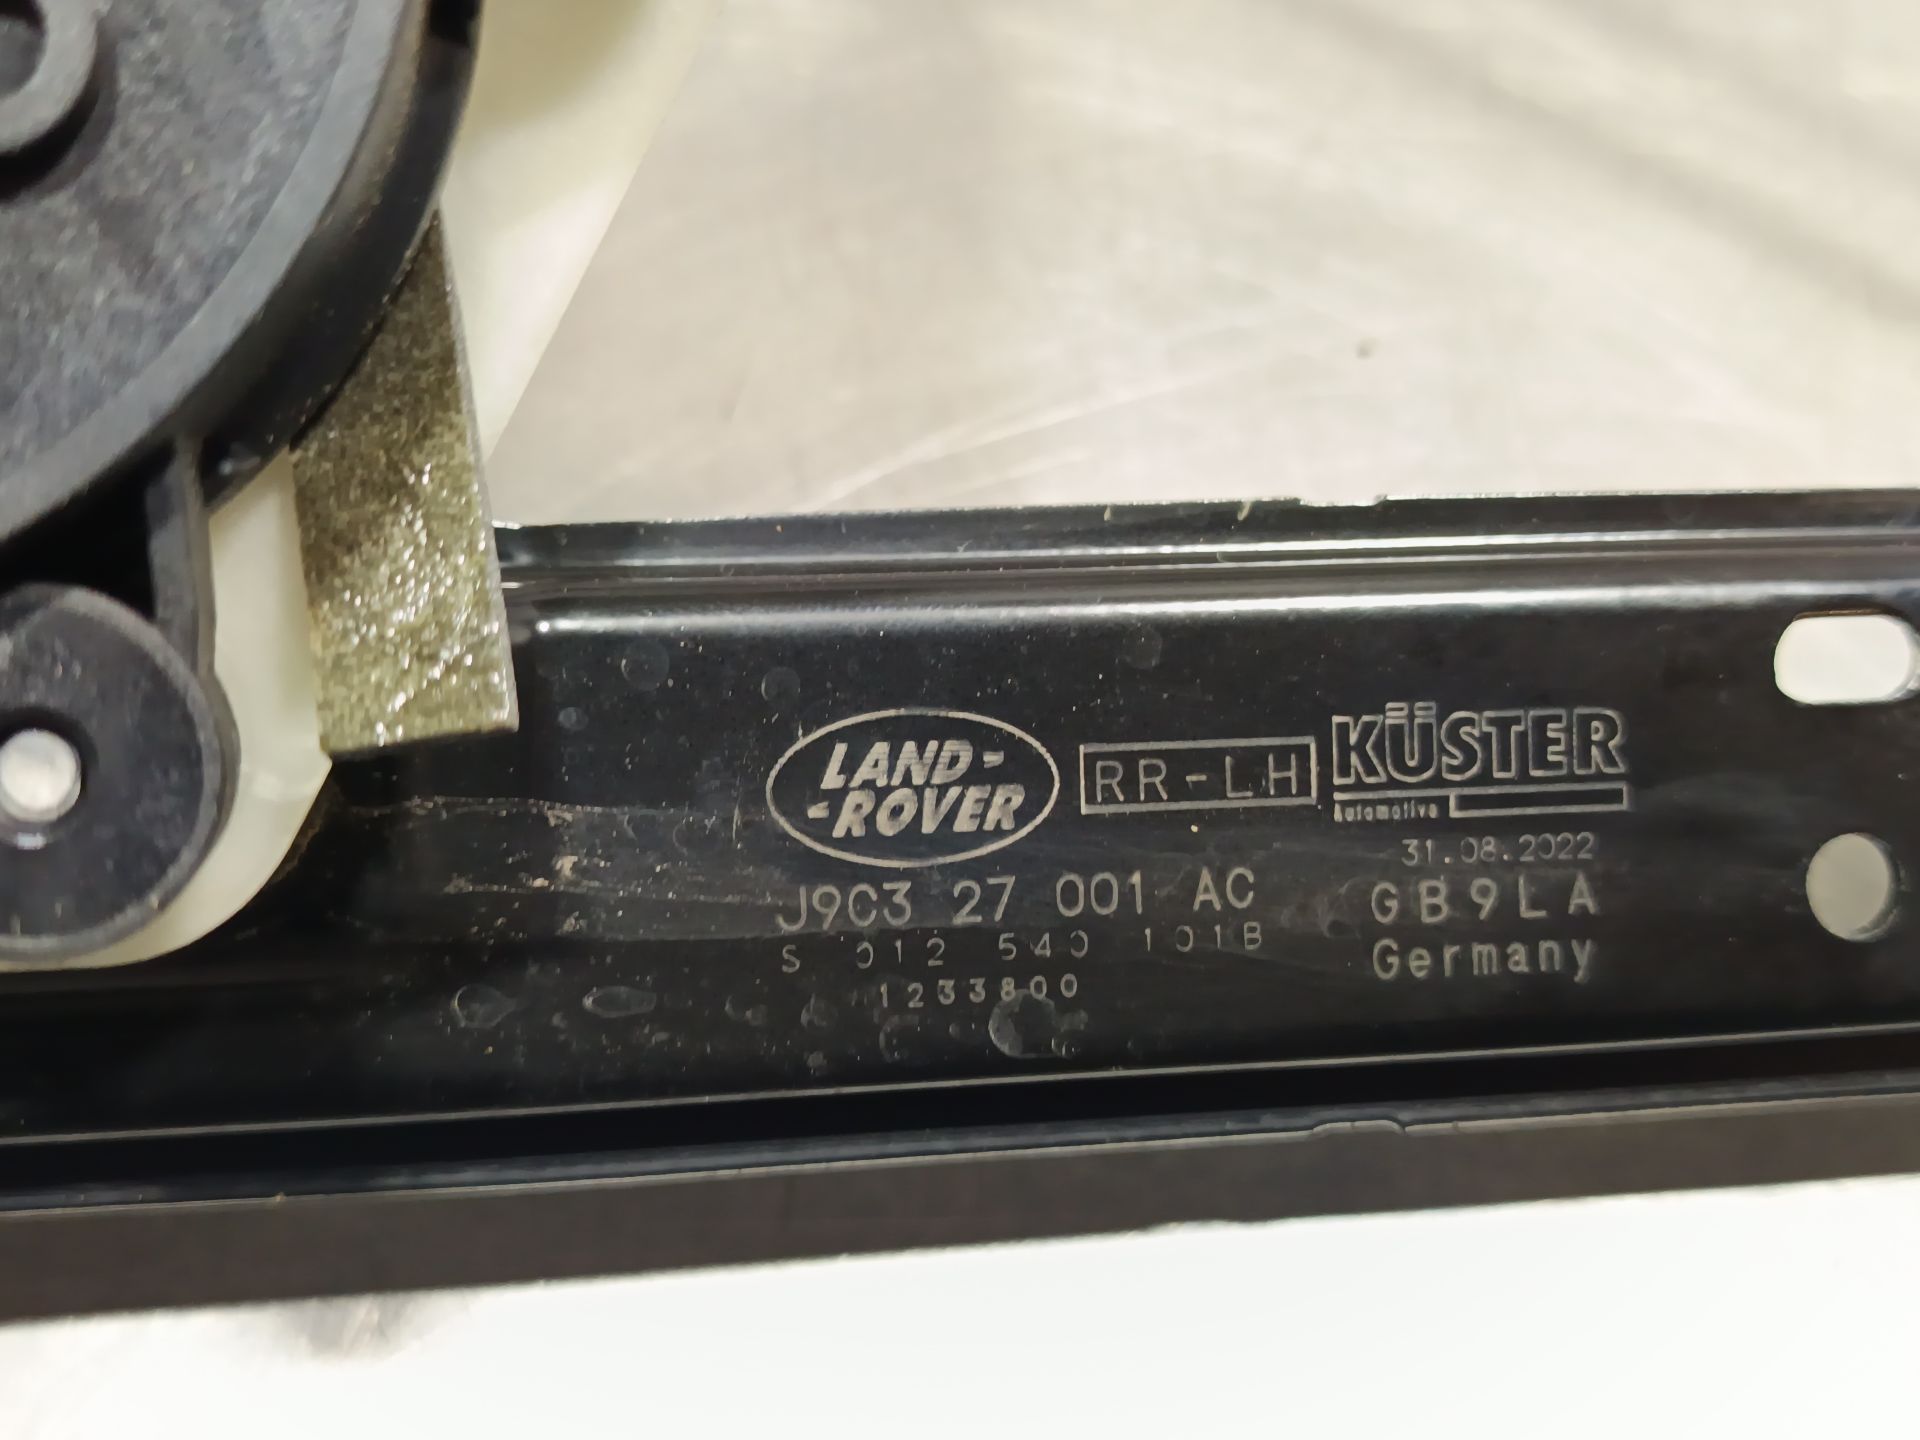 LAND-
-ROVER
RR-LH
KÜSTER
Automotive
31.08.2022
J9C3 27 001 AC
GB9LA
S 012 540 101B
Germany
1233800